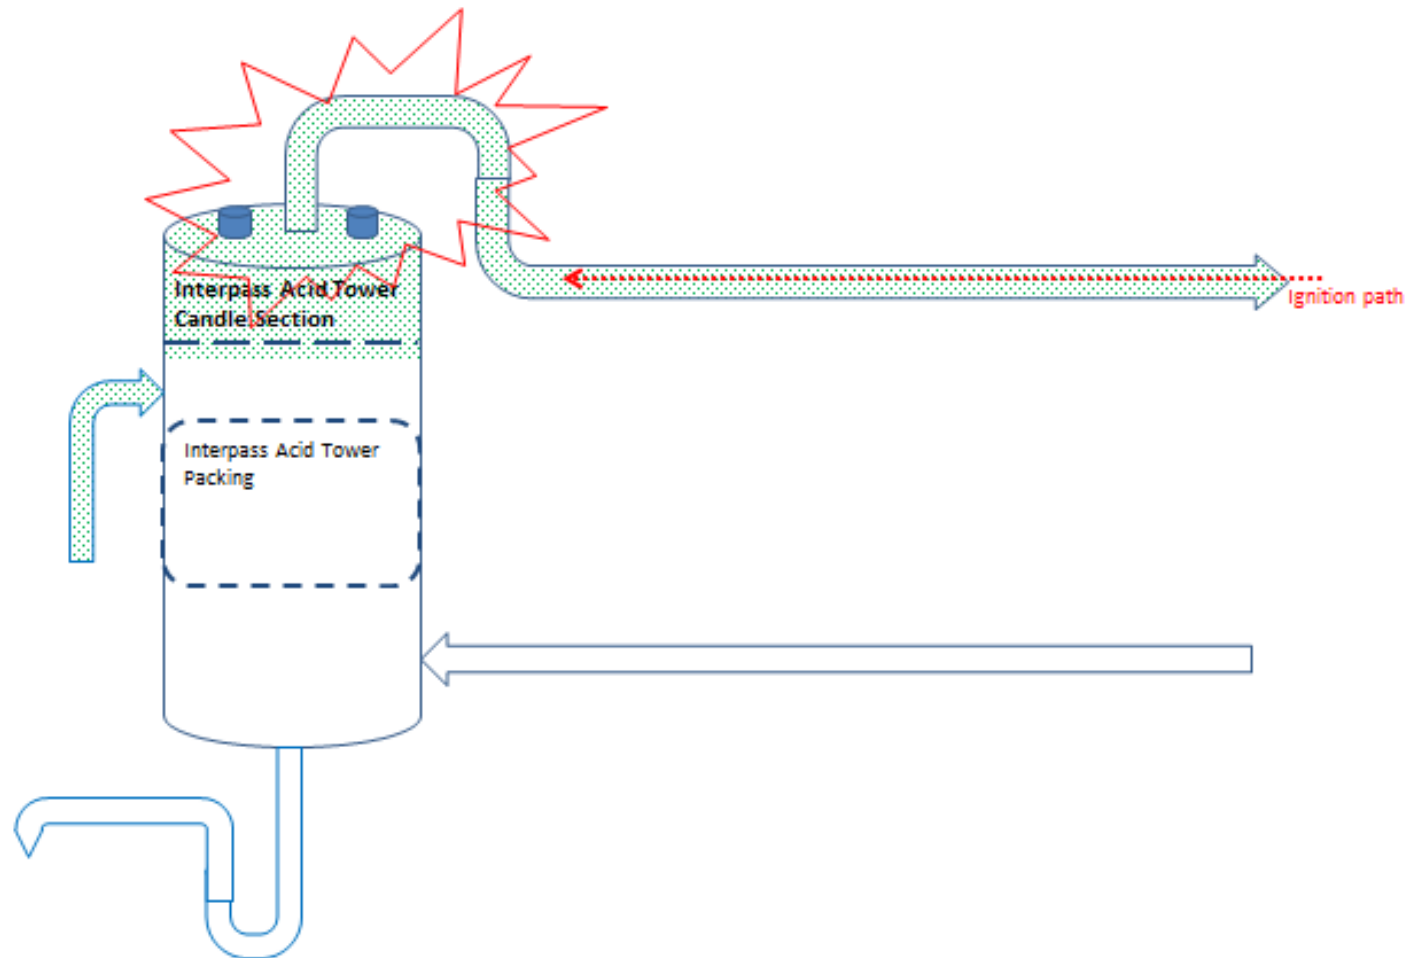 Interpass Acid Tower
Candle Section
Ignition path
Interpass Acid Tower
Packing